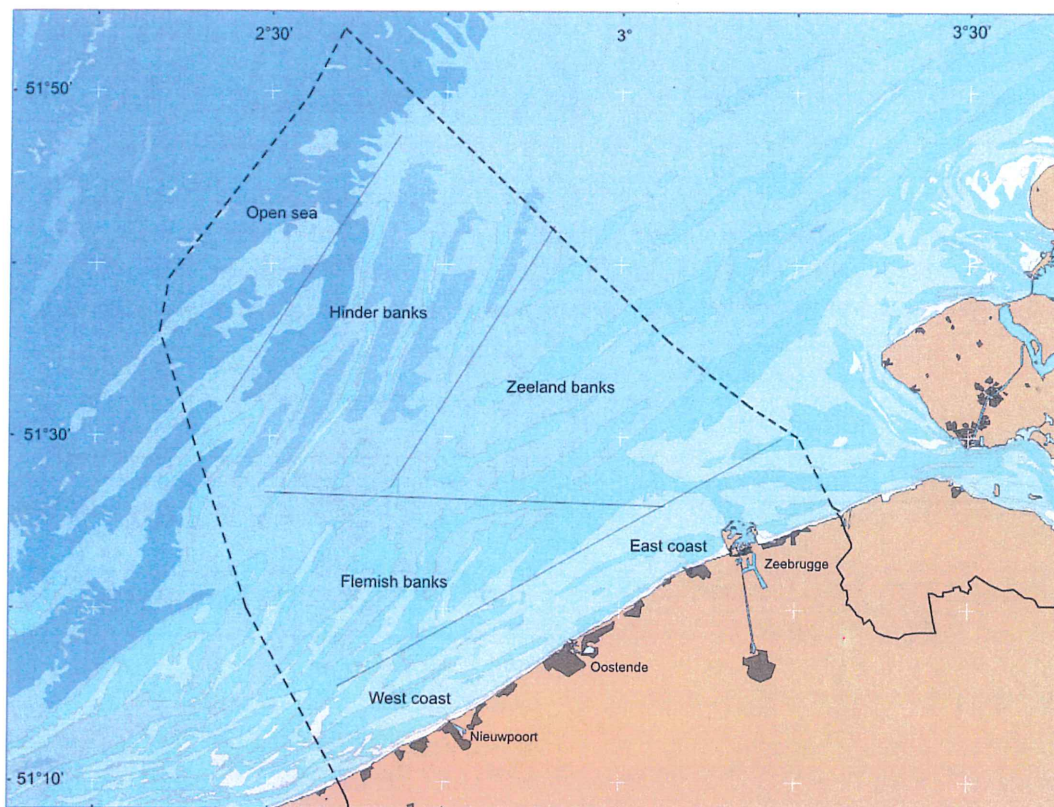 2°30'
3°
3°30'
51°50'
Open sea
Hinder banks
Zeeland banks
51°30'
East coast
Zeebrugge
Flemish banks
Oostende
West coast
Nieuwpoort
51°10'